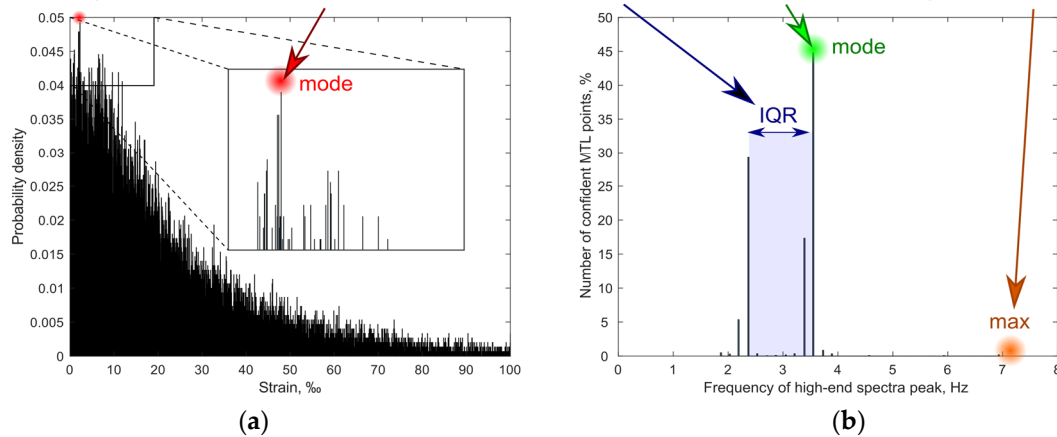 0.05
0.045
0.04
0.035
0.03
0.025
0.02
0.015
0.01
0.005
0
Probability density
mode
0 10 20 30 40 50 60 70 80 90 100
Strain, ‰
(a)
50
45
40
35
30
25
20
15
10
5
0
Number of confident MTL points, %
mode
IQR
max
0 1 2 3 4 5 6 7 8
Frequency of high-end spectra peak, Hz
(b)